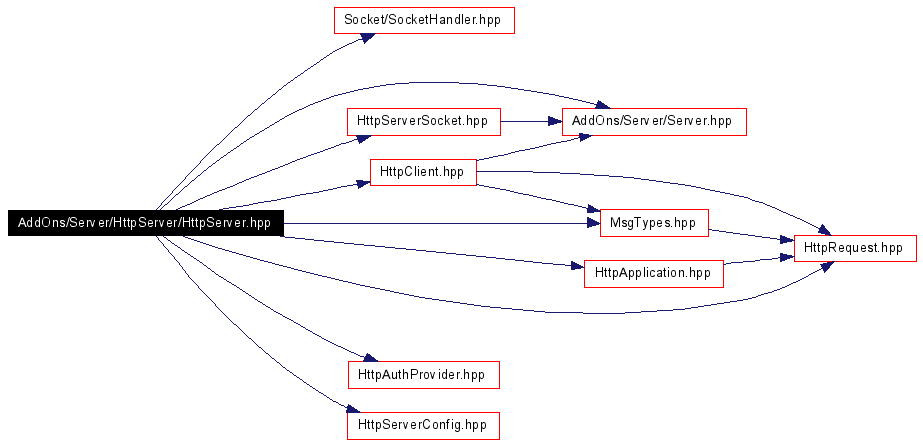 Socket/SocketHandler.hpp
HttpServerSocket.hpp
AddOns/Server/Server.hpp
HttpClient.hpp
AddOns/Server/HttpServer/HttpServer.hpp
MsgTypes.hpp
HttpRequest.hpp
HttpApplication.hpp
HttpAuthProvider.hpp
HttpServerConfig.hpp